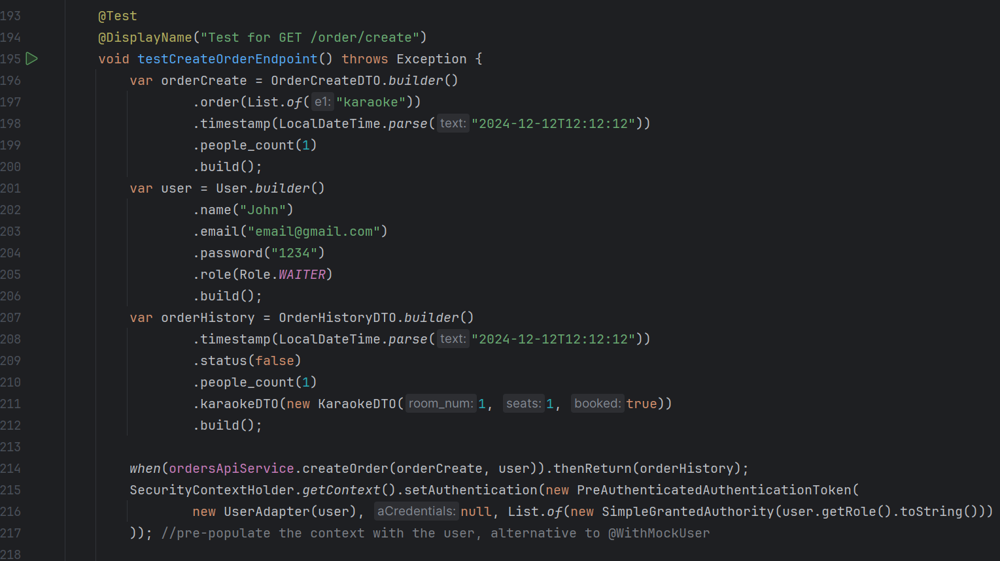 193 @Test
194 @DisplayName("Test for GET /order/create")
195 void testCreateOrderEndpoint() throws Exception {
196 var orderCreate = OrderCreateDTO.builder()
197 .order(List.of( e1: "karaoke"))
198 .timestamp(LocalDateTime.parse( text: "2024-12-12T12:12:12"))
199 .people_count(1)
200 .build();
201 var user = User.builder()
202 .name("John")
203 .email("email@gmail.com")
204 .password("1234")
205 .role(Role.WAITER)
206 .build();
207 var orderHistory = OrderHistoryDTO.builder()
208 .timestamp(LocalDateTime.parse( text: "2024-12-12T12:12:12"))
209 .status(false)
210 .people_count(1)
211 .karaokeDTO(new KaraokeDTO( room_num: 1, seats: 1, booked: true))
212 .build();
213
214 when(ordersApiService.createOrder(orderCreate, user)).thenReturn(orderHistory);
215 SecurityContextHolder.getContext().setAuthentication(new PreAuthenticatedAuthenticationToken(
216 new UserAdapter(user), aCredentials: null, List.of(new SimpleGrantedAuthority(user.getRole().toString()))
217 )); //pre-populate the context with the user, alternative to @WithMockUser
218